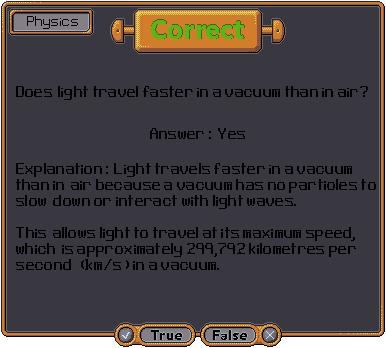 Physics
Correct
Does light travel faster in a vacuum than in air?
Answer: Yes
Explanation: Light travels faster in a vacuum
than in air because a vacuum has no particles to
slow down or interact with light waves.
This allows light to travel at its maximum speed,
which is approximately 299,792 kilometres per
second (km/s) in a vacuum.
True False